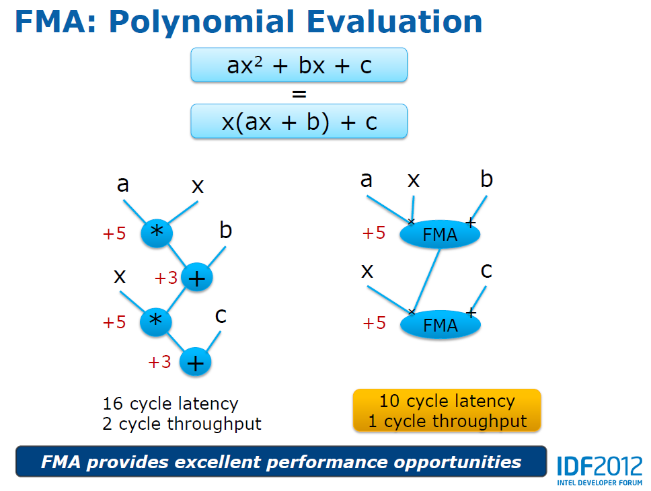 FMA: Polynomial Evaluation
ax² + bx + c
=
x(ax + b) + c
a x
+5 *
b
+3 +
x
+5 *
c
+3 +
16 cycle latency
2 cycle throughput
a x b
× +
+5 FMA
x c
× +
+5 FMA
10 cycle latency
1 cycle throughput
FMA provides excellent performance opportunities
IDF2012
INTEL DEVELOPER FORUM